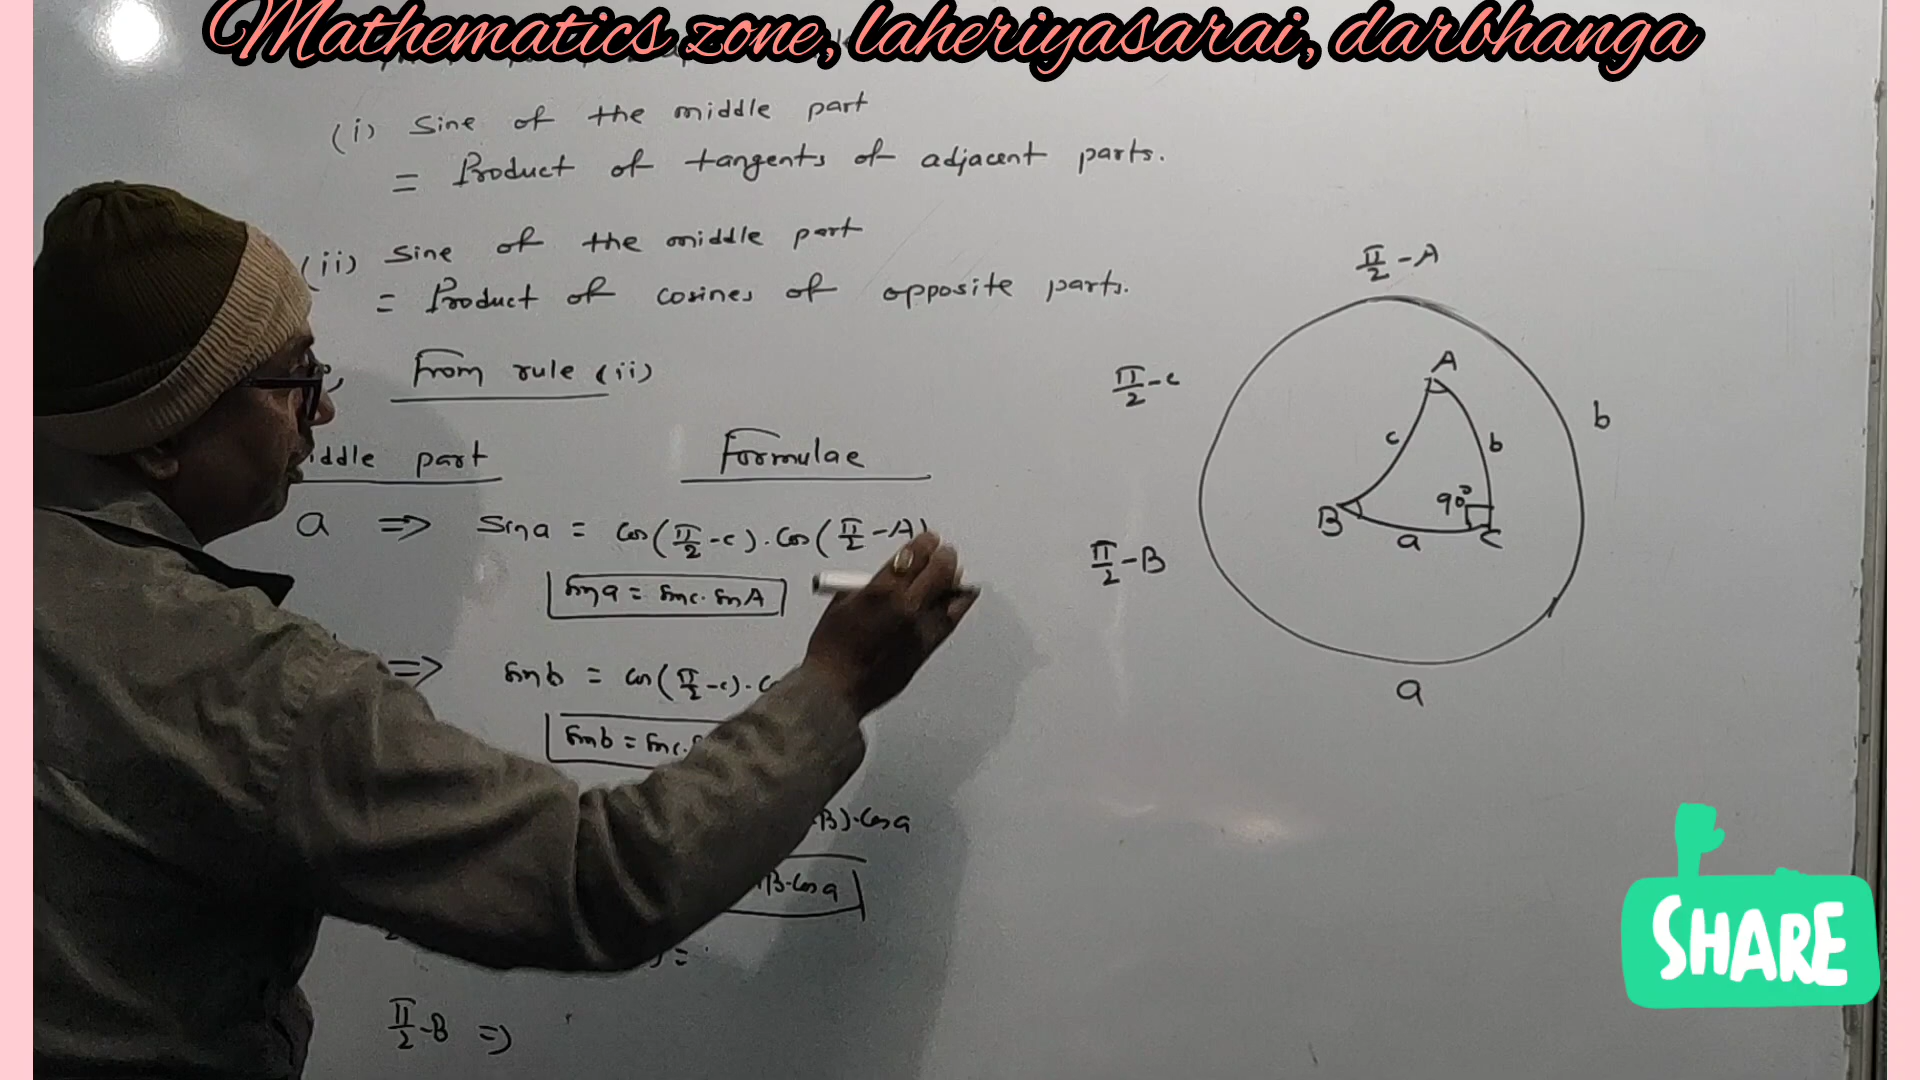 Mathematics zone, laheriyasarai, darbhanga
(i) Sine of the middle part
= Product of tangents of adjacent parts.
(ii) Sine of the middle part
= Product of cosines of opposite parts.
From rule (ii)
iddle part Formulae
a => Sin a = Cos(π/2 - c) . Cos(π/2 - A)
Sin a = Sin c . Sin A
=> Sin b = Cos(π/2 - c) .
Sin b = Sin c .
B) . Cos a
B . Cos a
=
π/2 - B =>
π/2 - A
π/2 - c
b
A
c
b
90°
B
a
C
π/2 - B
a
SHARE